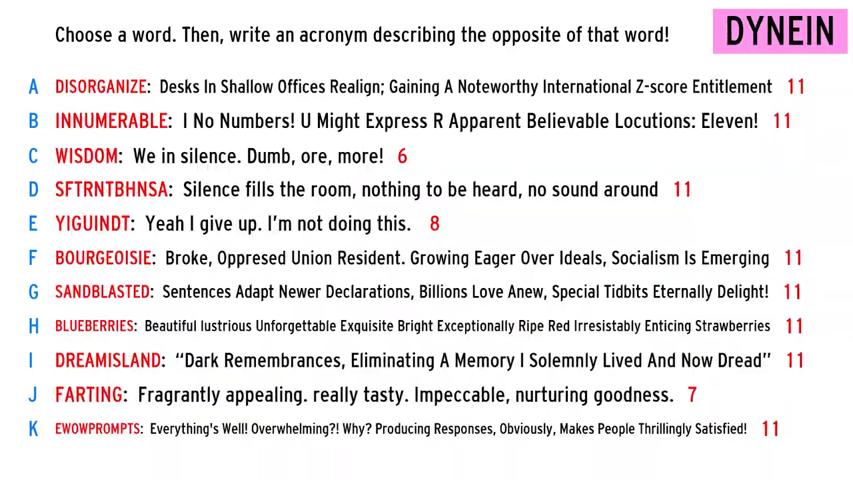 Choose a word. Then, write an acronym describing the opposite of that word!
DYNEIN
A DISORGANIZE: Desks In Shallow Offices Realign; Gaining A Noteworthy International Z-score Entitlement 11
B INNUMERABLE: I No Numbers! U Might Express R Apparent Believable Locutions: Eleven! 11
C WISDOM: We in silence. Dumb, ore, more! 6
D SFTRNTBHNSA: Silence fills the room, nothing to be heard, no sound around 11
E YIGUINDT: Yeah I give up. I'm not doing this. 8
F BOURGEOISIE: Broke, Oppresed Union Resident. Growing Eager Over Ideals, Socialism Is Emerging 11
G SANDBLASTED: Sentences Adapt Newer Declarations, Billions Love Anew, Special Tidbits Eternally Delight! 11
H BLUEBERRIES: Beautiful lustrious Unforgettable Exquisite Bright Exceptionally Ripe Red Irresistably Enticing Strawberries 11
I DREAMISLAND: “Dark Remembrances, Eliminating A Memory I Solemnly Lived And Now Dread” 11
J FARTING: Fragrantly appealing. really tasty. Impeccable, nurturing goodness. 7
K EWOWPROMPTS: Everything's Well! Overwhelming?! Why? Producing Responses, Obviously, Makes People Thrillingly Satisfied! 11